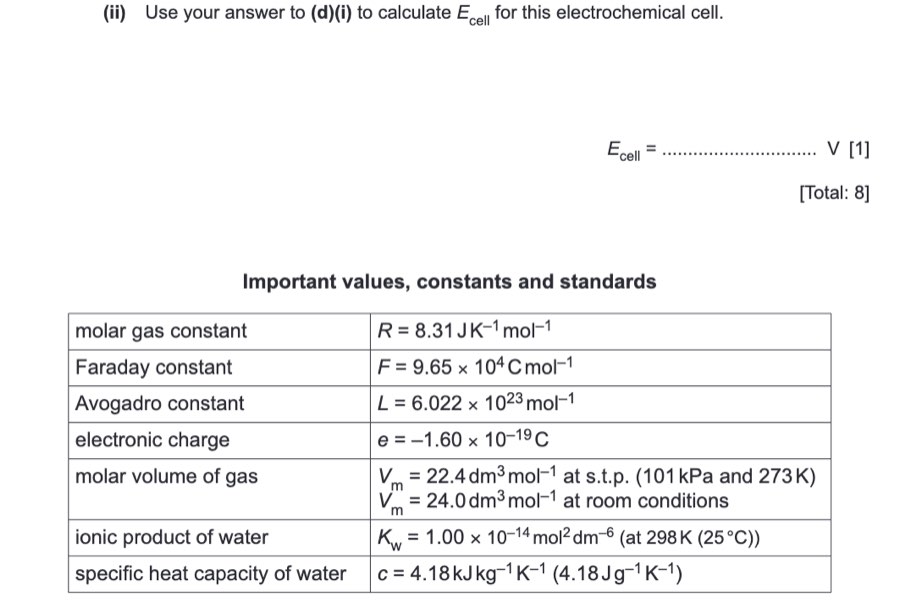 (ii) Use your answer to (d)(i) to calculate E_cell for this electrochemical cell.
E_cell = .............................. V [1]
[Total: 8]
Important values, constants and standards
molar gas constant R = 8.31 J K⁻¹ mol⁻¹
Faraday constant F = 9.65 × 10⁴ C mol⁻¹
Avogadro constant L = 6.022 × 10²³ mol⁻¹
electronic charge e = −1.60 × 10⁻¹⁹ C
molar volume of gas V_m = 22.4 dm³ mol⁻¹ at s.t.p. (101 kPa and 273 K)
V_m = 24.0 dm³ mol⁻¹ at room conditions
ionic product of water K_w = 1.00 × 10⁻¹⁴ mol² dm⁻⁶ (at 298 K (25 °C))
specific heat capacity of water c = 4.18 kJ kg⁻¹ K⁻¹ (4.18 J g⁻¹ K⁻¹)